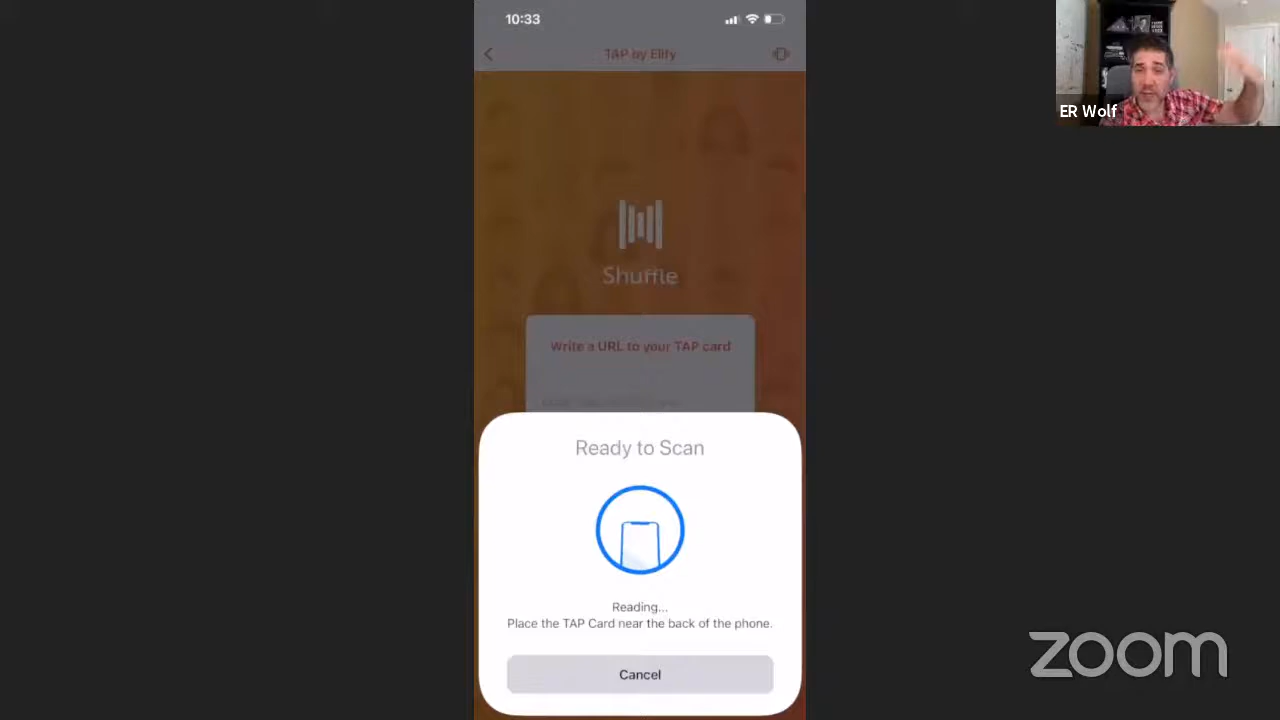 10:33
TAP by Elify
Shuffle
Write a URL to your TAP card
Ready to Scan
Reading...
Place the TAP Card near the back of the phone.
Cancel
ER Wolf
zoom